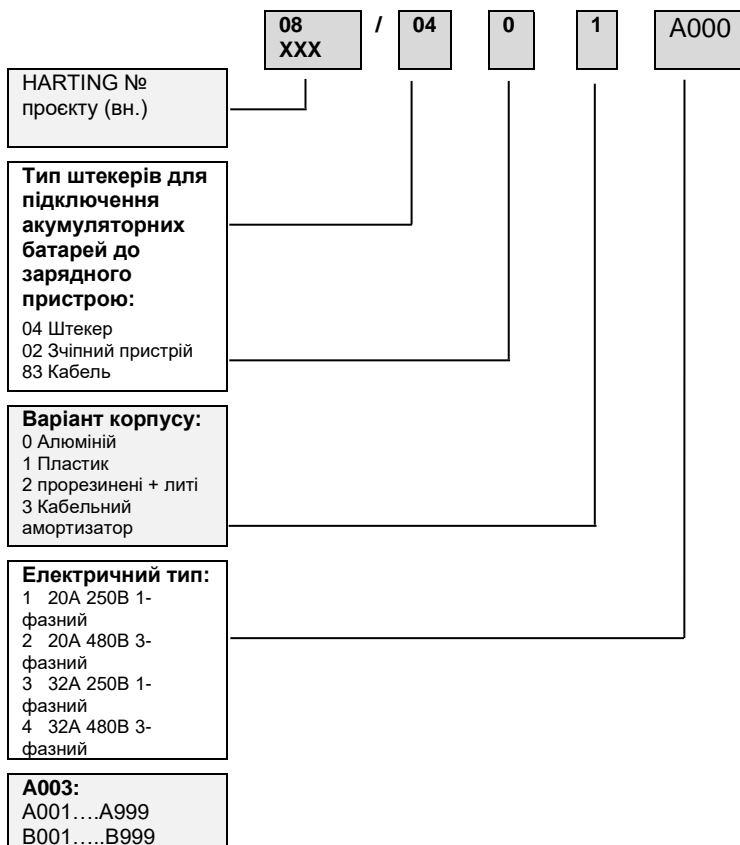 08 / 04 0 1 A000
XXX
HARTING №
проєкту (вн.)
Тип штекерів для
підключення
акумуляторних
батарей до
зарядного
пристрою:
04 Штекер
02 Зчіпний пристрій
83 Кабель
Варіант корпусу:
0 Алюміній
1 Пластик
2 прорезинені + литі
3 Кабельний
амортизатор
Електричний тип:
1 20А 250В 1-
фазний
2 20А 480В 3-
фазний
3 32А 250В 1-
фазний
4 32А 480В 3-
фазний
A003:
A001….A999
B001…..B999